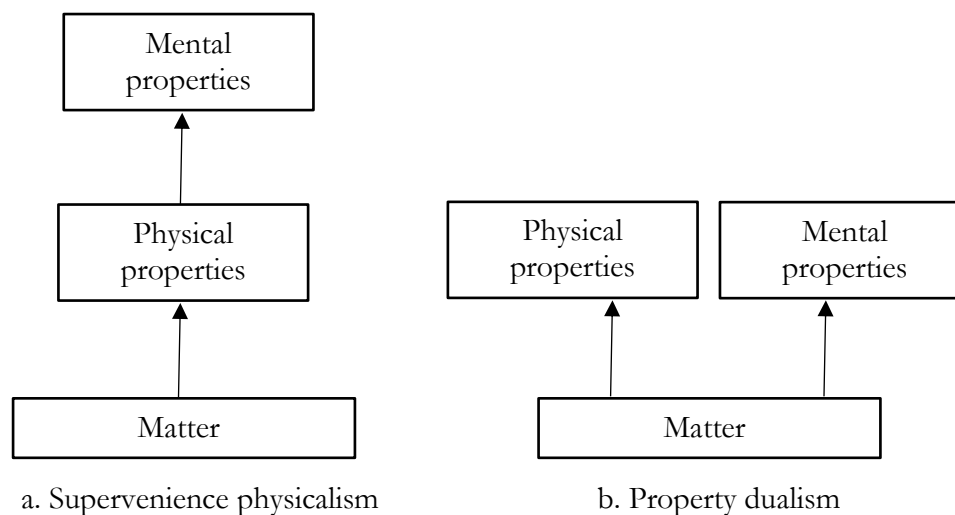 Mental
properties
Physical
properties
Matter
a. Supervenience physicalism
Physical
properties
Mental
properties
Matter
b. Property dualism